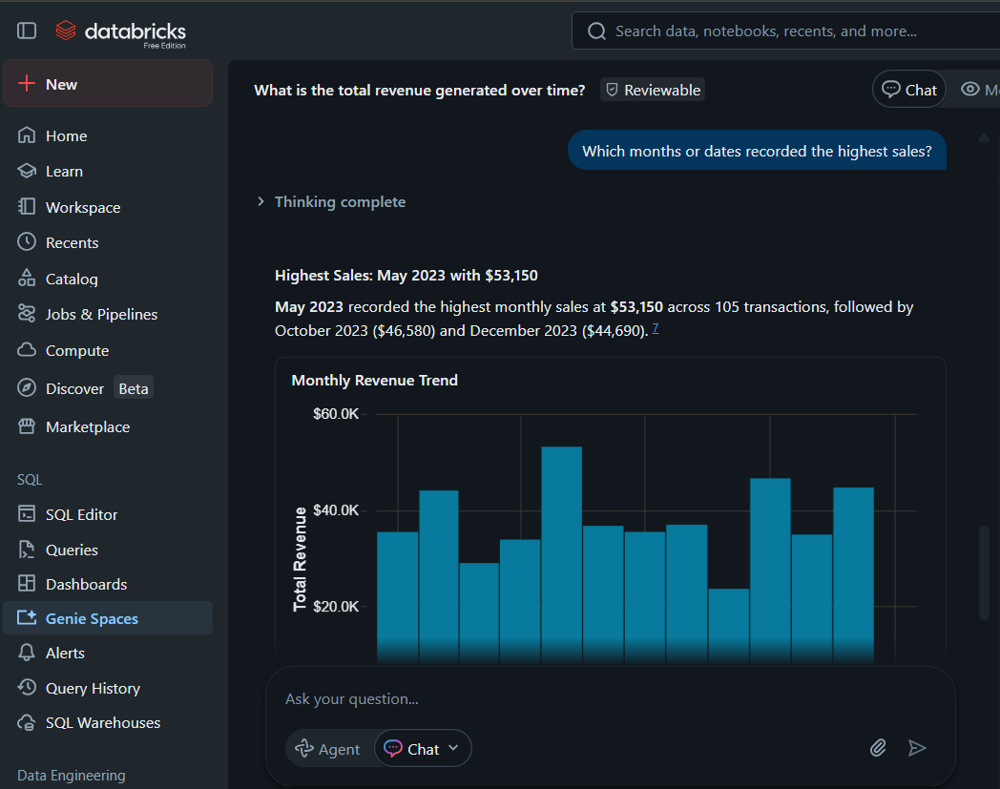 databricks
Free Edition
Search data, notebooks, recents, and more...
New
Home
Learn
Workspace
Recents
Catalog
Jobs & Pipelines
Compute
Discover Beta
Marketplace
SQL
SQL Editor
Queries
Dashboards
Genie Spaces
Alerts
Query History
SQL Warehouses
Data Engineering
What is the total revenue generated over time? Reviewable
Chat
Which months or dates recorded the highest sales?
Thinking complete
Highest Sales: May 2023 with $53,150
May 2023 recorded the highest monthly sales at $53,150 across 105 transactions, followed by
October 2023 ($46,580) and December 2023 ($44,690). 7
Monthly Revenue Trend
$60.0K
$40.0K
$20.0K
Total Revenue
Ask your question...
Agent Chat